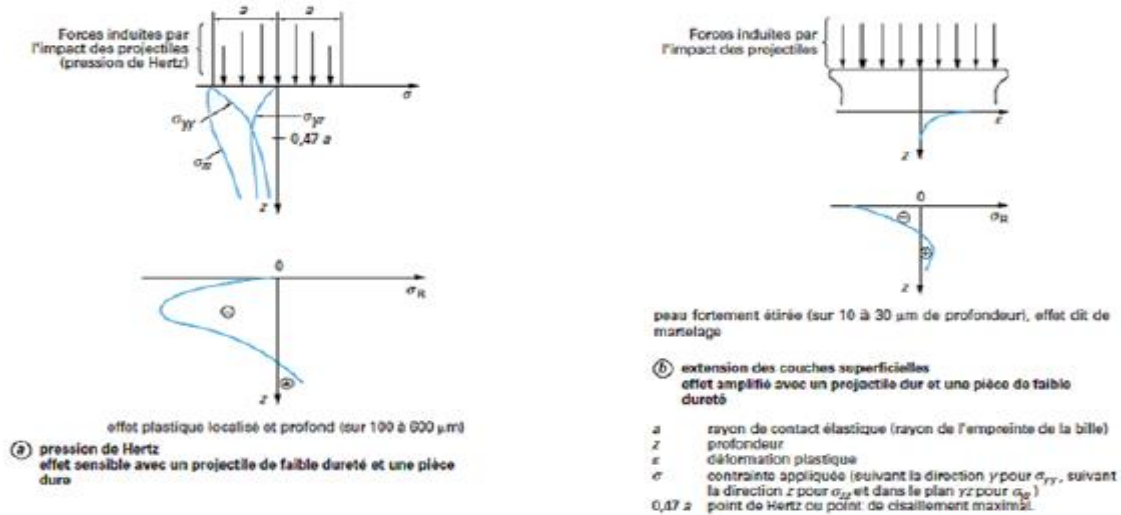 a a
Forces induites par
l'impact des projectiles
(pression de Hertz)
σ
σyy
σyz
0,47 a
σzz
z
0
σR
−
+
z
effet plastique localisé et profond (sur 100 à 600 µm)
a pression de Hertz
effet sensible avec un projectile de faible dureté et une pièce
dure
Forces induites par
l'impact des projectiles
ε
z
0
σR
−
+
z
peau fortement étirée (sur 10 à 30 µm de profondeur), effet dit de
martelage
b extension des couches superficielles
effet amplifié avec un projectile dur et une pièce de faible
dureté
a rayon de contact élastique (rayon de l'empreinte de la bille)
z profondeur
ε déformation plastique
σ contrainte appliquée (suivant la direction y pour σyy, suivant
la direction z pour σzz et dans le plan yz pour σyz)
0,47 a point de Hertz ou point de cisaillement maximal.